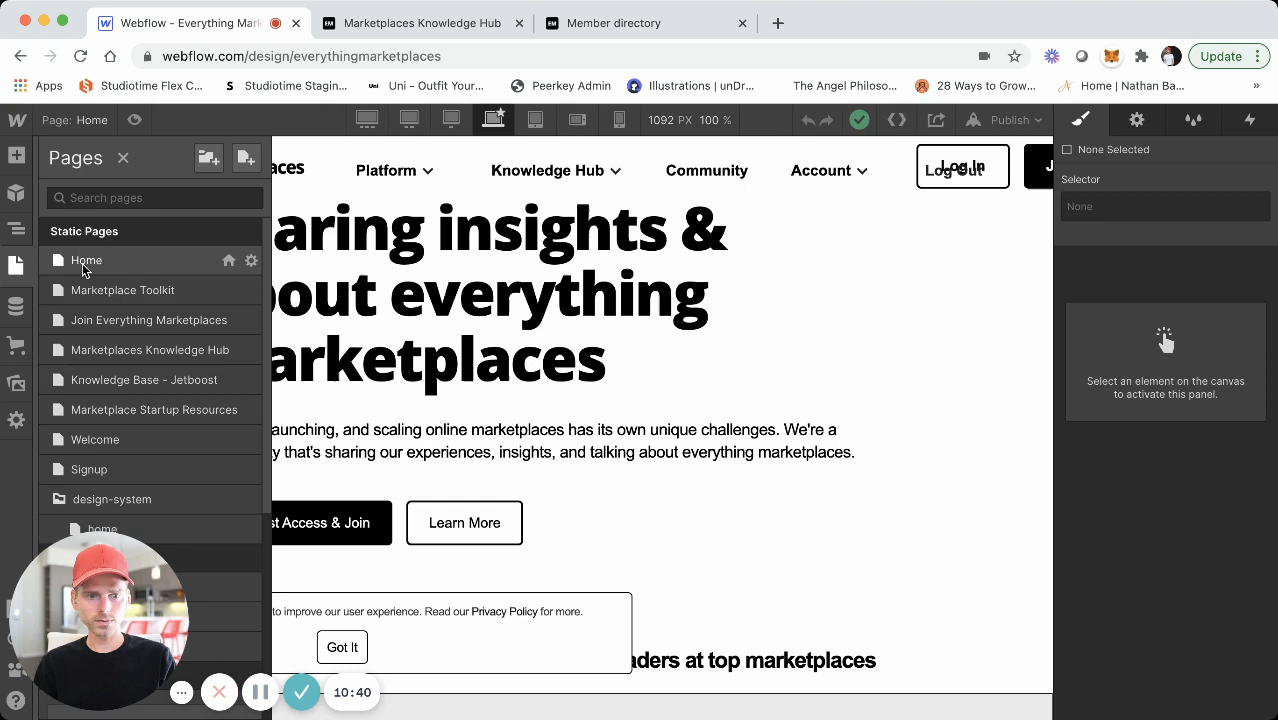 Webflow - Everything Mark
Marketplaces Knowledge Hub
Member directory
webflow.com/design/everythingmarketplaces
Update
Apps
Studiotime Flex C...
Studiotime Stagin...
Uni - Outfit Your...
Peerkey Admin
Illustrations | unDr...
The Angel Philoso...
28 Ways to Grow...
Home | Nathan Ba...
Page: Home
1092 PX 100 %
Publish
Pages
Search pages
Static Pages
Home
Marketplace Toolkit
Join Everything Marketplaces
Marketplaces Knowledge Hub
Knowledge Base - Jetboost
Marketplace Startup Resources
Welcome
Signup
design-system
home
aces
Platform
Knowledge Hub
Community
Account
Log In
Log Out
J
aring insights &
bout everything
arketplaces
aunching, and scaling online marketplaces has its own unique challenges. We're a
y that's sharing our experiences, insights, and talking about everything marketplaces.
st Access & Join
Learn More
to improve our user experience. Read our Privacy Policy for more.
Got It
aders at top marketplaces
None Selected
Selector
None
Select an element on the canvas
to activate this panel.
10:40